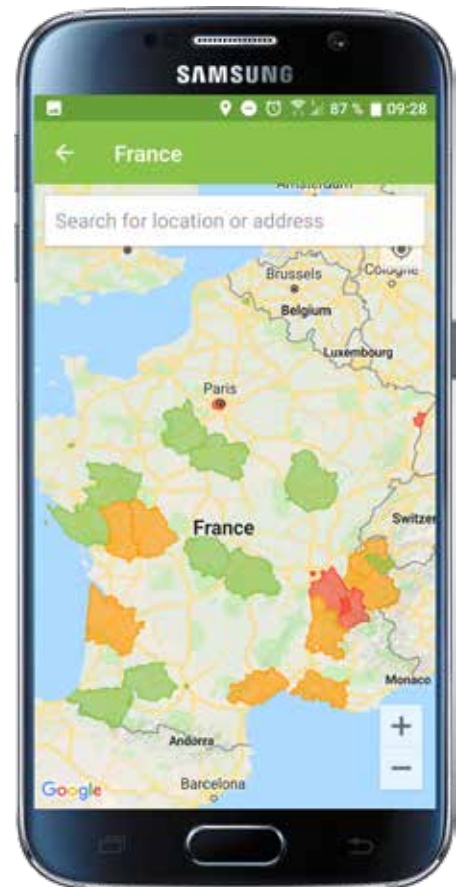 SAMSUNG
87 % 09:28
France
Amsterdam
Search for location or address
Brussels
Cologne
Belgium
Luxembourg
Paris
France
Switzer
Monaco
Andorra
+
−
Google
Barcelona